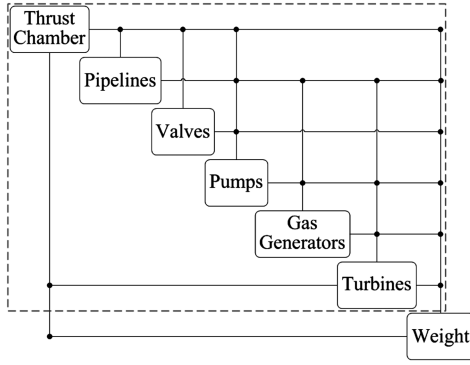 Thrust
Chamber
Pipelines
Valves
Pumps
Gas
Generators
Turbines
Weight